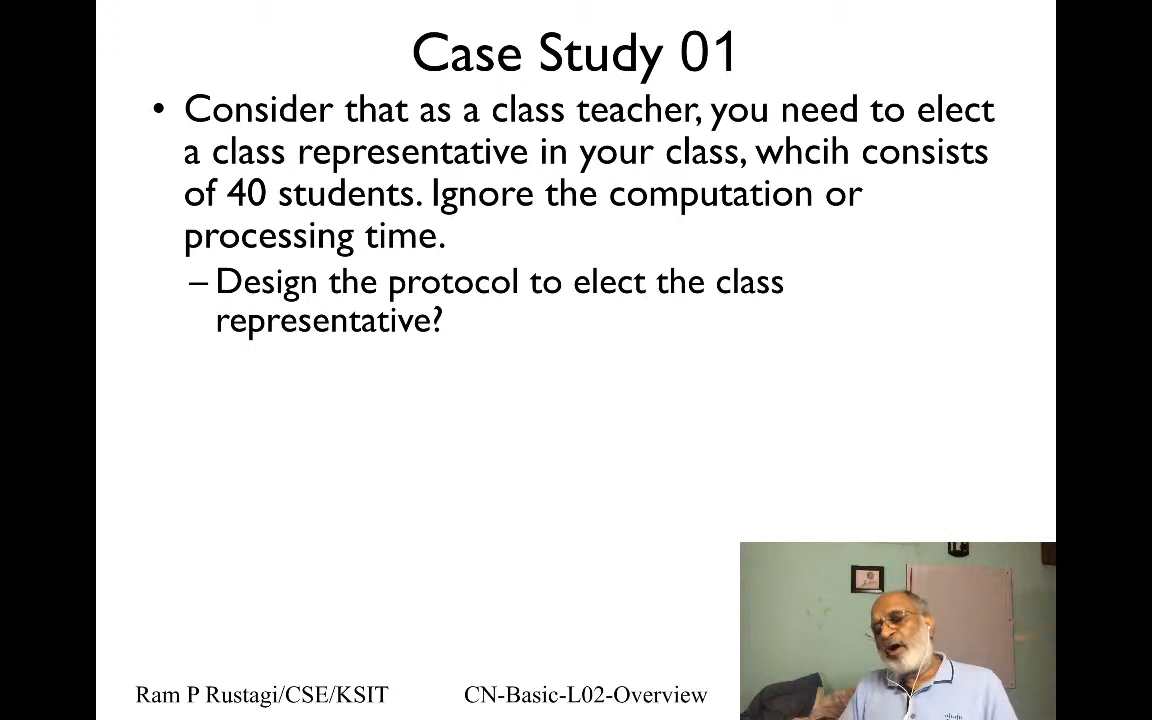 Case Study 01
• Consider that as a class teacher, you need to elect
a class representative in your class, whcih consists
of 40 students. Ignore the computation or
processing time.
– Design the protocol to elect the class
representative?
Ram P Rustagi/CSE/KSIT
CN-Basic-L02-Overview